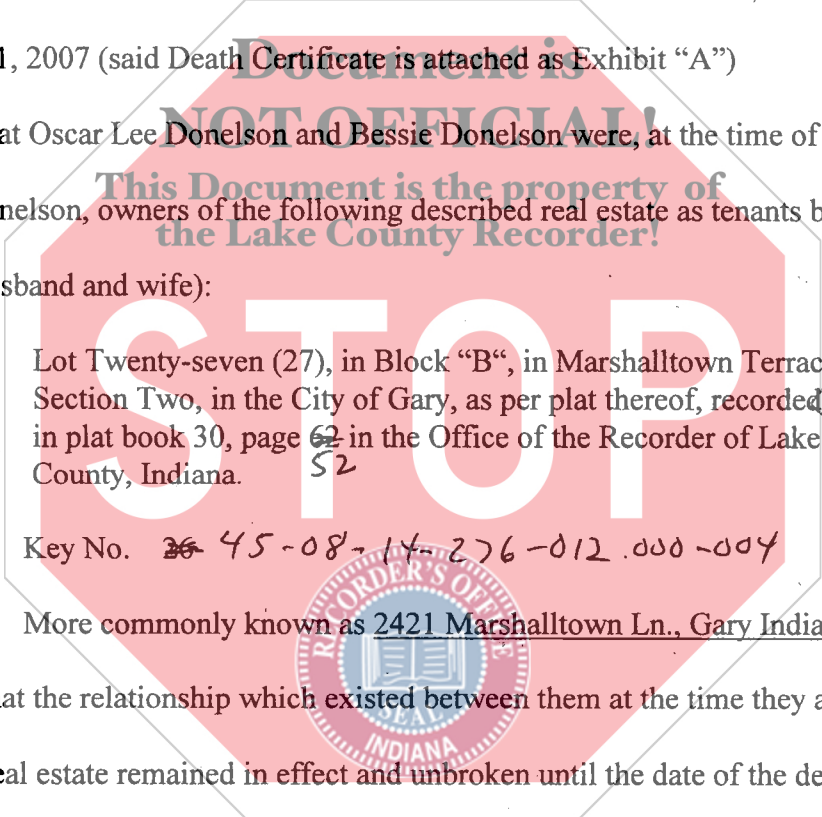 1, 2007 (said Death Certificate is attached as Exhibit “A”)
Document is
at Oscar Lee Donelson and Bessie Donelson were, at the time of
NOT OFFICIAL!
This Document is the property of
nelson, owners of the following described real estate as tenants b
the Lake County Recorder!
sband and wife):
STOP
Lot Twenty-seven (27), in Block “B“, in Marshalltown Terrac
Section Two, in the City of Gary, as per plat thereof, recorded
in plat book 30, page 62 in the Office of the Recorder of Lake
52
County, Indiana.
Key No. 26 45-08-14-276-012.000-004
RECORDER'S OFFICE
More commonly known as 2421 Marshalltown Ln., Gary India
at the relationship which existed between them at the time they a
SEAL
INDIANA
eal estate remained in effect and unbroken until the date of the de